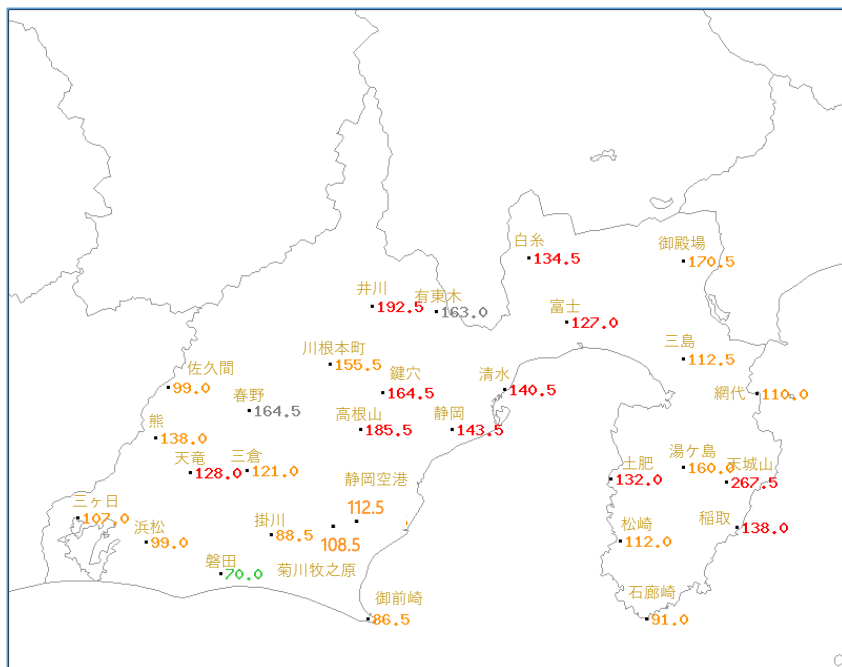 白糸
134.5
御殿場
170.5
井川
192.5
有東木
163.0
富士
127.0
川根本町
155.5
三島
112.5
佐久間
99.0
鍵穴
164.5
清水
140.5
網代
110.0
春野
164.5
熊
138.0
高根山
185.5
静岡
143.5
天竜
128.0
三倉
121.0
静岡空港
112.5
土肥
132.0
湯ケ島
160.0
天城山
267.5
三ヶ日
107.0
浜松
99.0
掛川
88.5
108.5
菊川牧之原
松崎
112.0
稲取
138.0
磐田
70.0
御前崎
86.5
石廊崎
91.0